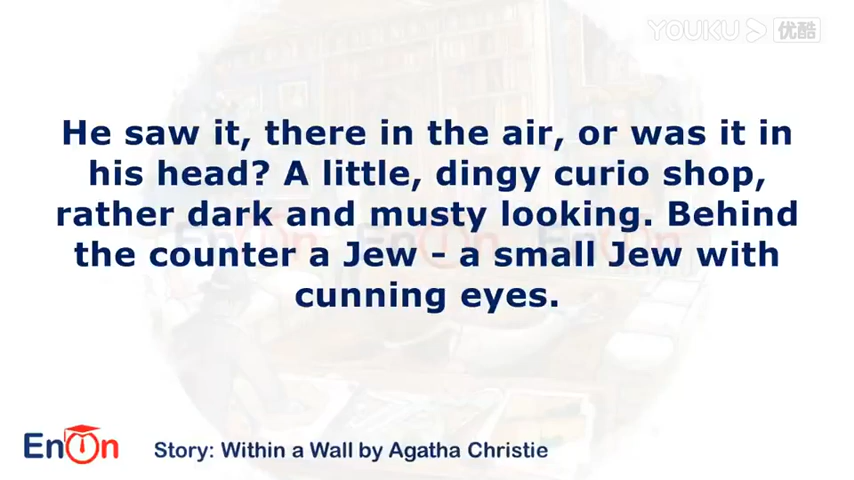 YOUKU 优酷
He saw it, there in the air, or was it in
his head? A little, dingy curio shop,
rather dark and musty looking. Behind
the counter a Jew - a small Jew with
cunning eyes.
EnOn
Story: Within a Wall by Agatha Christie